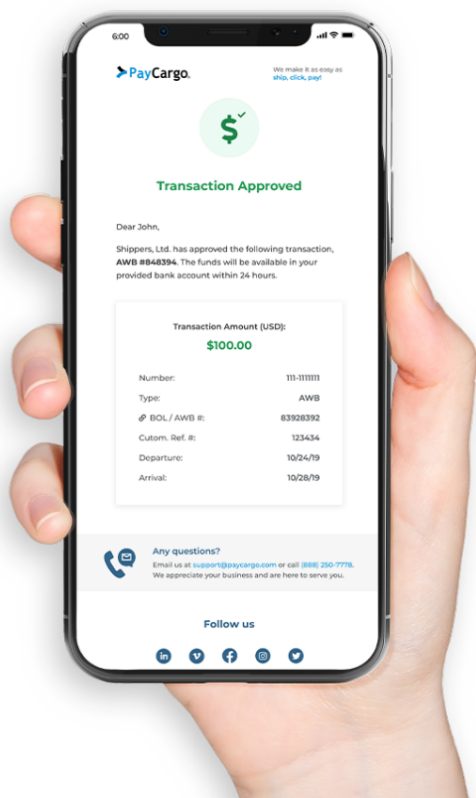 6:00
PayCargo.
We make it as easy as
ship, click, pay!
$
Transaction Approved
Dear John,
Shippers, Ltd. has approved the following transaction,
AWB #848394. The funds will be available in your
provided bank account within 24 hours.
Transaction Amount (USD):
$100.00
Number: 111-1111111
Type: AWB
BOL / AWB #: 83928392
Cutom. Ref. #: 123434
Departure: 10/24/19
Arrival: 10/28/19
Any questions?
Email us at support@paycargo.com or call (888) 250-7778.
We appreciate your business and are here to serve you.
Follow us